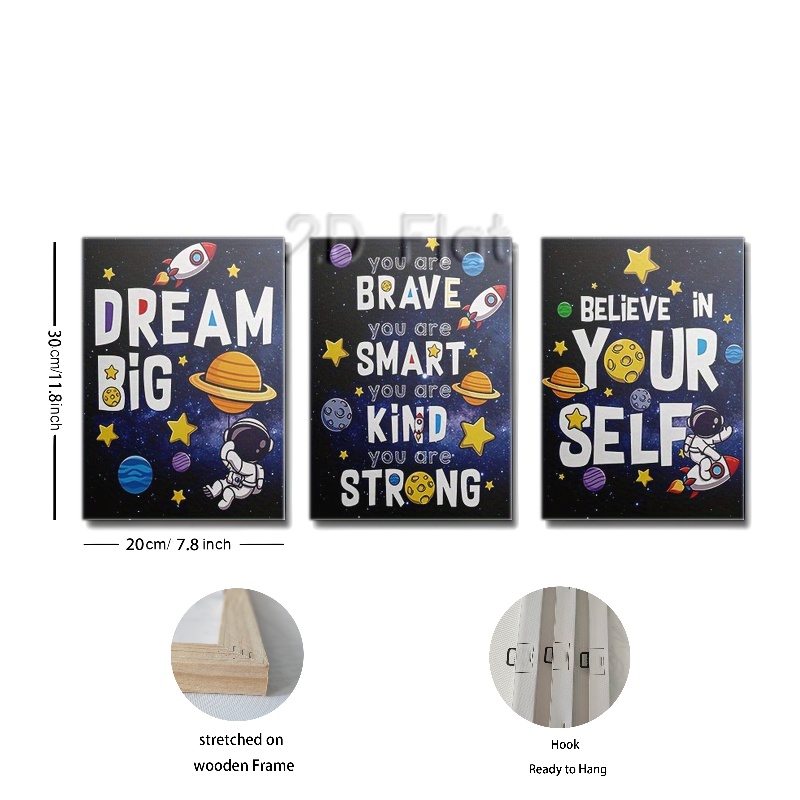 2D Flat
DREAM
BiG
you are
BRAVE
you are
SMART
you are
KiND
you are
STRONG
BELiEVE iN
YOUR
SELF
30cm/11.8inch
20cm/ 7.8 inch
stretched on
wooden Frame
Hook
Ready to Hang